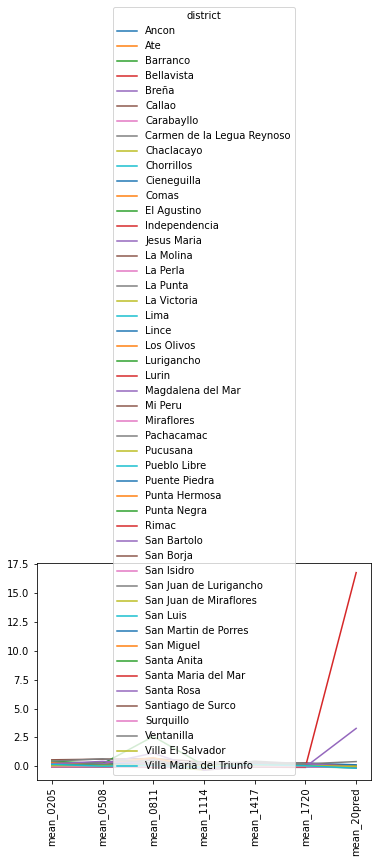 district
Ancon
Ate
Barranco
Bellavista
Breña
Callao
Carabayllo
Carmen de la Legua Reynoso
Chaclacayo
Chorrillos
Cieneguilla
Comas
El Agustino
Independencia
Jesus Maria
La Molina
La Perla
La Punta
La Victoria
Lima
Lince
Los Olivos
Lurigancho
Lurin
Magdalena del Mar
Mi Peru
Miraflores
Pachacamac
Pucusana
Pueblo Libre
Puente Piedra
Punta Hermosa
Punta Negra
Rimac
San Bartolo
San Borja
San Isidro
San Juan de Lurigancho
San Juan de Miraflores
San Luis
San Martin de Porres
San Miguel
Santa Anita
Santa Maria del Mar
Santa Rosa
Santiago de Surco
Surquillo
Ventanilla
Villa El Salvador
Villa Maria del Triunfo
17.5
15.0
12.5
10.0
7.5
5.0
2.5
0.0
mean_0205
mean_0508
mean_0811
mean_1114
mean_1417
mean_1720
mean_20pred